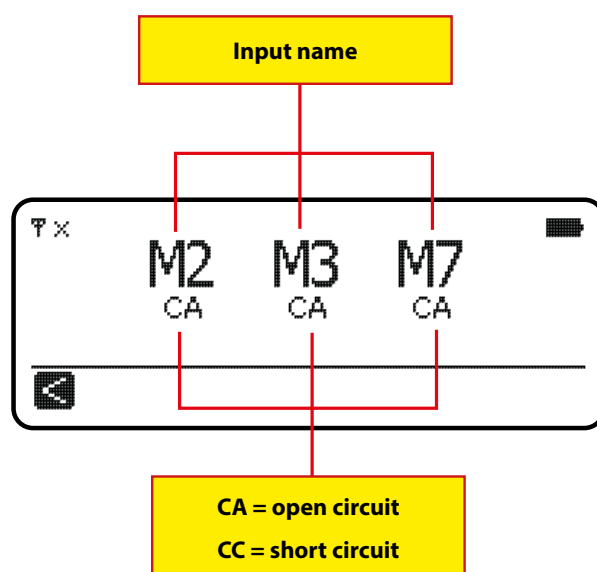 Input name
M2 M3 M7
CA CA CA
CA = open circuit
CC = short circuit